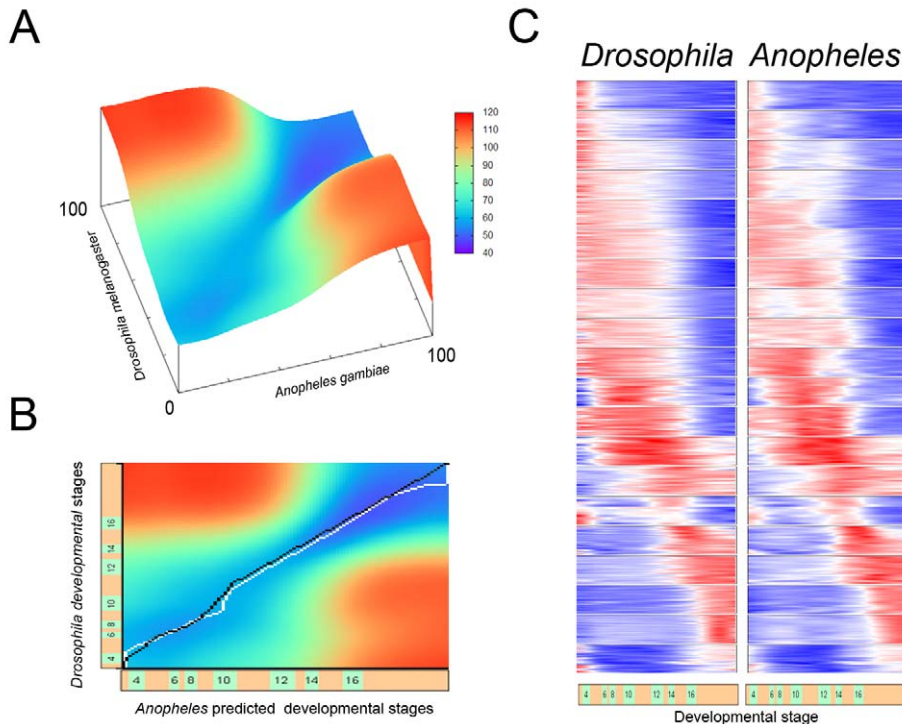 A
C
Drosophila Anopheles
120
110
100
90
80
70
60
50
40
100
Drosophila melanogaster
0
Anopheles gambiae
100
B
Drosophila developmental stages
16
14
12
10
8
6
4
4 6 8 10 12 14 16
Anopheles predicted developmental stages
4 6 8 10 12 14 16 4 6 8 10 12 14 16
Developmental stage